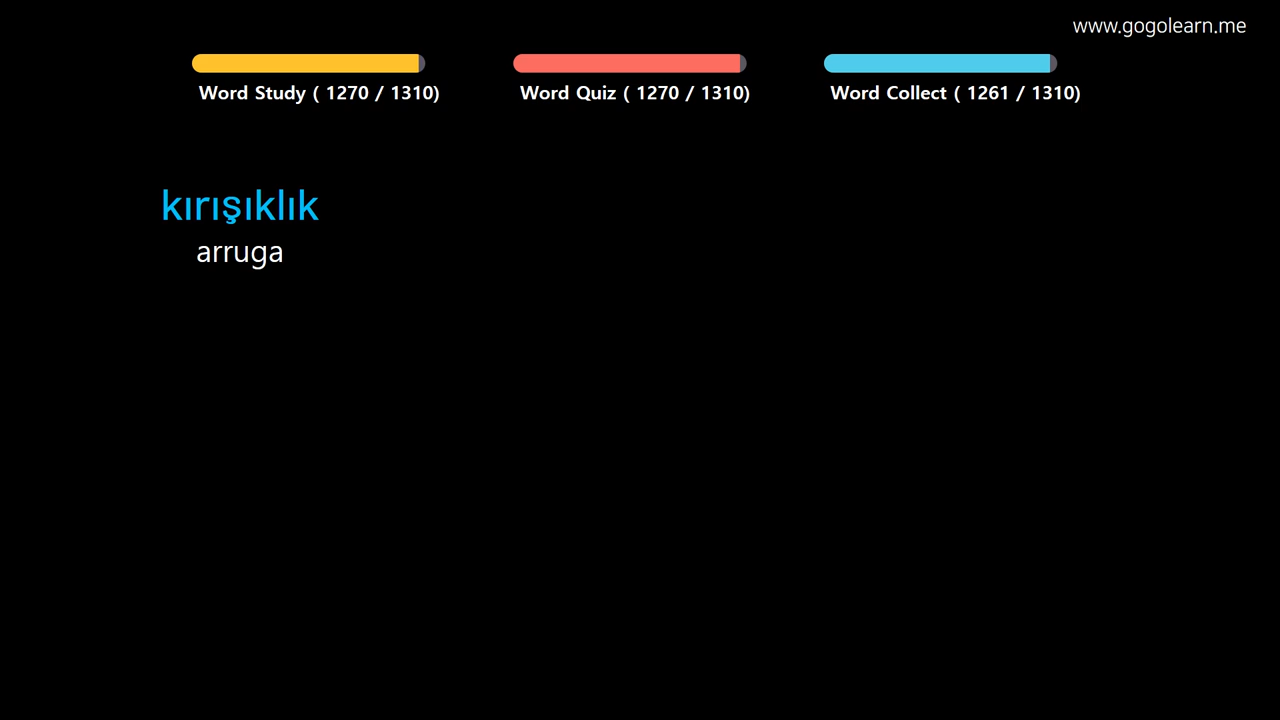 www.gogolearn.me
Word Study ( 1270 / 1310)
Word Quiz ( 1270 / 1310)
Word Collect ( 1261 / 1310)
kırışıklık
arruga